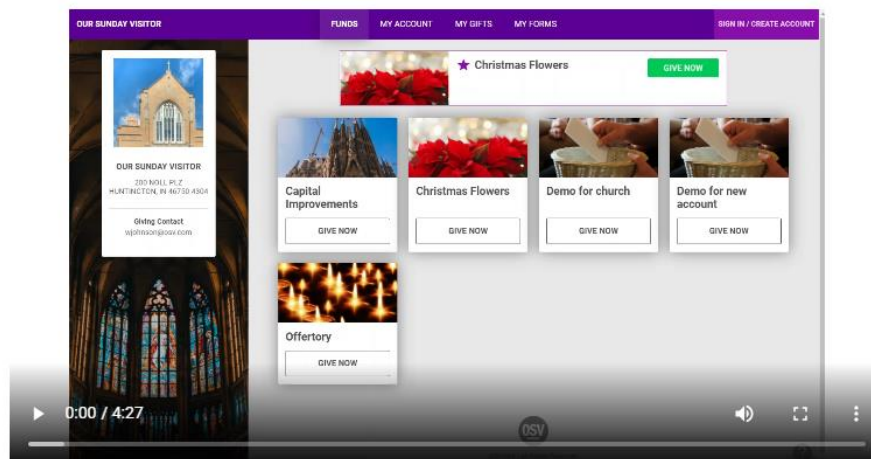 OUR SUNDAY VISITOR
FUNDS
MY ACCOUNT
MY GIFTS
MY FORMS
SIGN IN / CREATE ACCOUNT
OUR SUNDAY VISITOR
200 NOLL PLZ
HUNTINGTON, IN 46750 4304
Giving Contact
wjohnson@osv.com
Christmas Flowers
GIVE NOW
Capital
Improvements
GIVE NOW
Christmas Flowers
GIVE NOW
Demo for church
GIVE NOW
Demo for new
account
GIVE NOW
Offertory
GIVE NOW
0:00 / 4:27
OSV